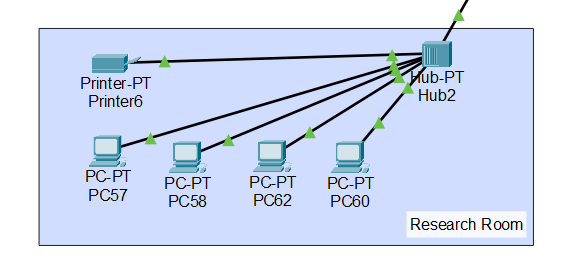 Printer-PT
Printer6
Hub-PT
Hub2
PC-PT
PC57
PC-PT
PC58
PC-PT
PC62
PC-PT
PC60
Research Room